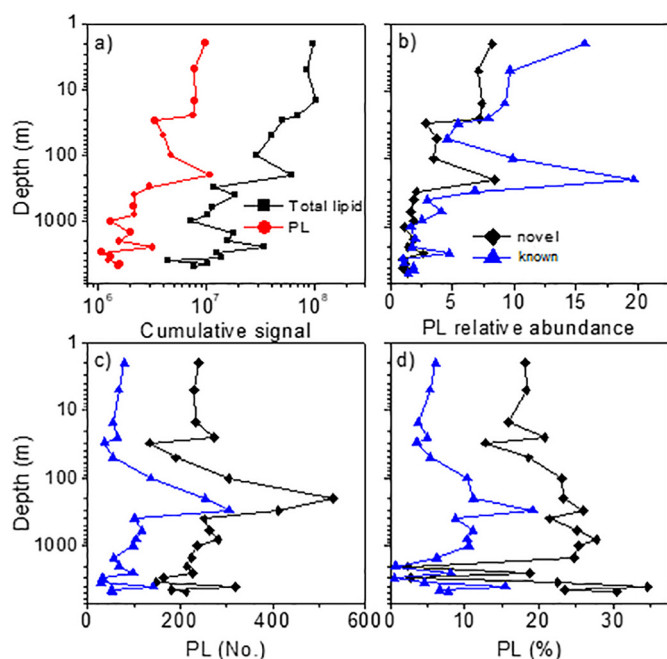 a)
b)
1
10
100
1000
Depth (m)
Total lipid
PL
novel
known
10^6 10^7 10^8
0 5 10 15 20
Cumulative signal
PL relative abundance
c)
d)
1
10
100
1000
Depth (m)
0 200 400 600
0 10 20 30
PL (No.)
PL (%)